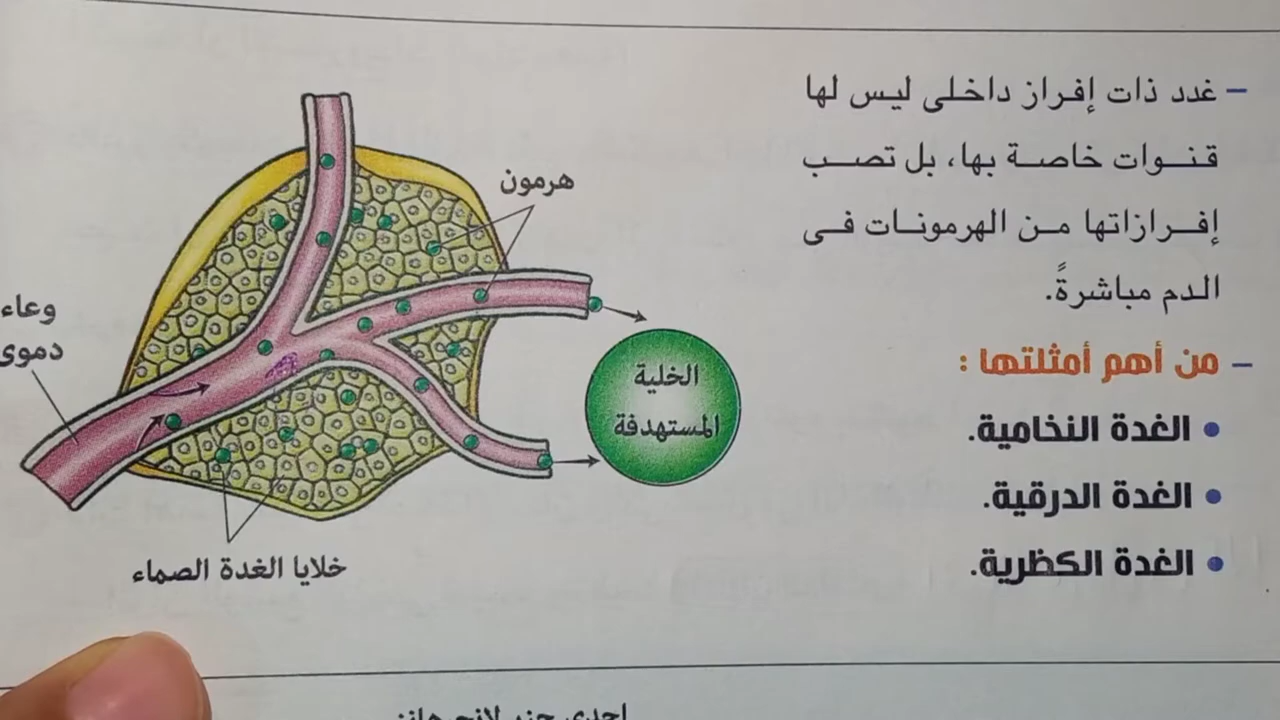 – غدد ذات إفراز داخلى ليس لها
قنوات خاصة بها، بل تصب
إفرازاتها من الهرمونات فى
الدم مباشرةً.
– من أهم أمثلتها :
• الغدة النخامية.
• الغدة الدرقية.
• الغدة الكظرية.
هرمون
وعاء
دموى
الخلية
المستهدفة
خلايا الغدة الصماء